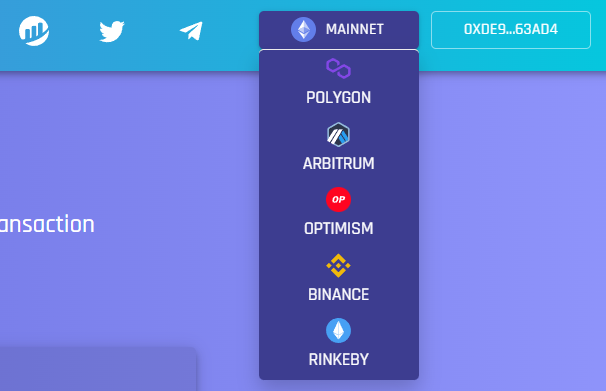 MAINNET
0XDE9...63AD4
POLYGON
ARBITRUM
OP
OPTIMISM
ansaction
BINANCE
RINKEBY